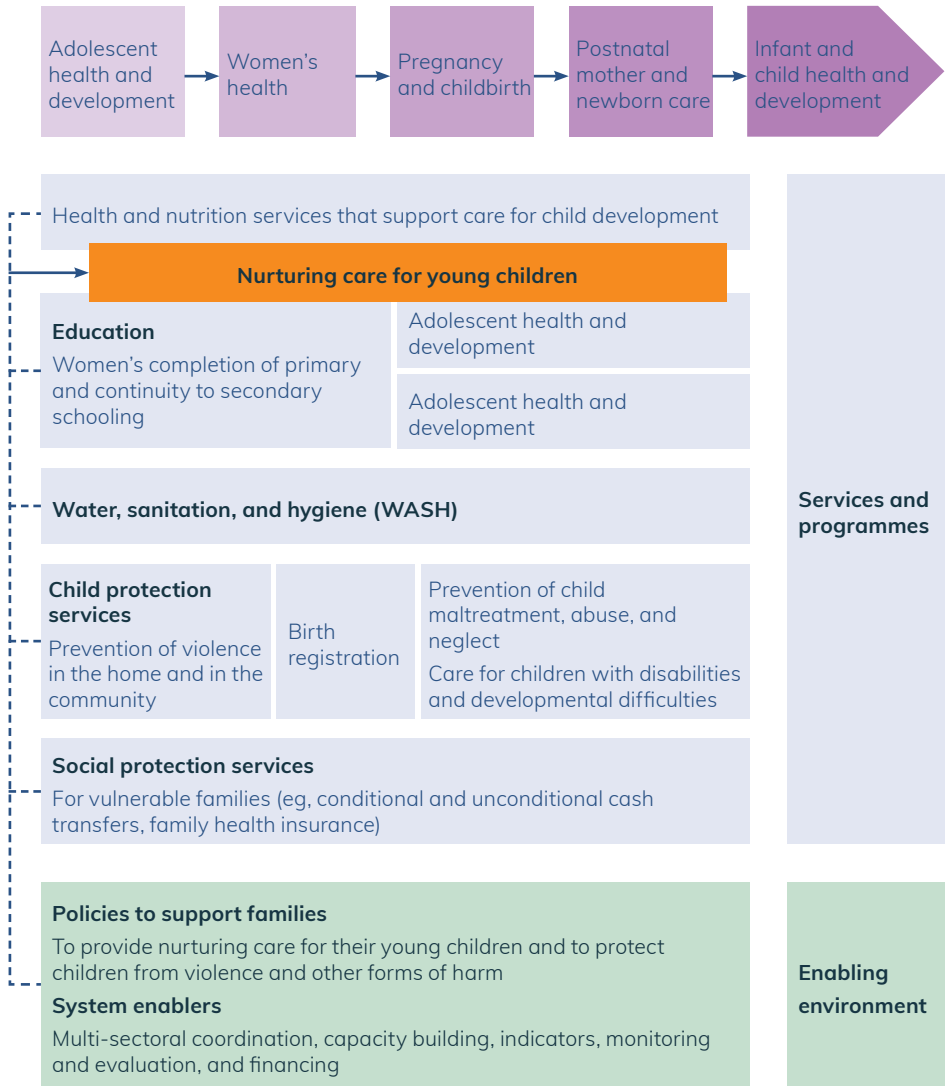 Adolescent
health and
development
Women's
health
Pregnancy
and childbirth
Postnatal
mother and
newborn care
Infant and
child health and
development
Health and nutrition services that support care for child development
Nurturing care for young children
Education
Women's completion of primary
and continuity to secondary
schooling
Adolescent health and
development
Adolescent health and
development
Water, sanitation, and hygiene (WASH)
Child protection
services
Prevention of violence
in the home and in the
community
Birth
registration
Prevention of child
maltreatment, abuse, and
neglect
Care for children with disabilities
and developmental difficulties
Social protection services
For vulnerable families (eg, conditional and unconditional cash
transfers, family health insurance)
Services and
programmes
Policies to support families
To provide nurturing care for their young children and to protect
children from violence and other forms of harm
System enablers
Multi-sectoral coordination, capacity building, indicators, monitoring
and evaluation, and financing
Enabling
environment